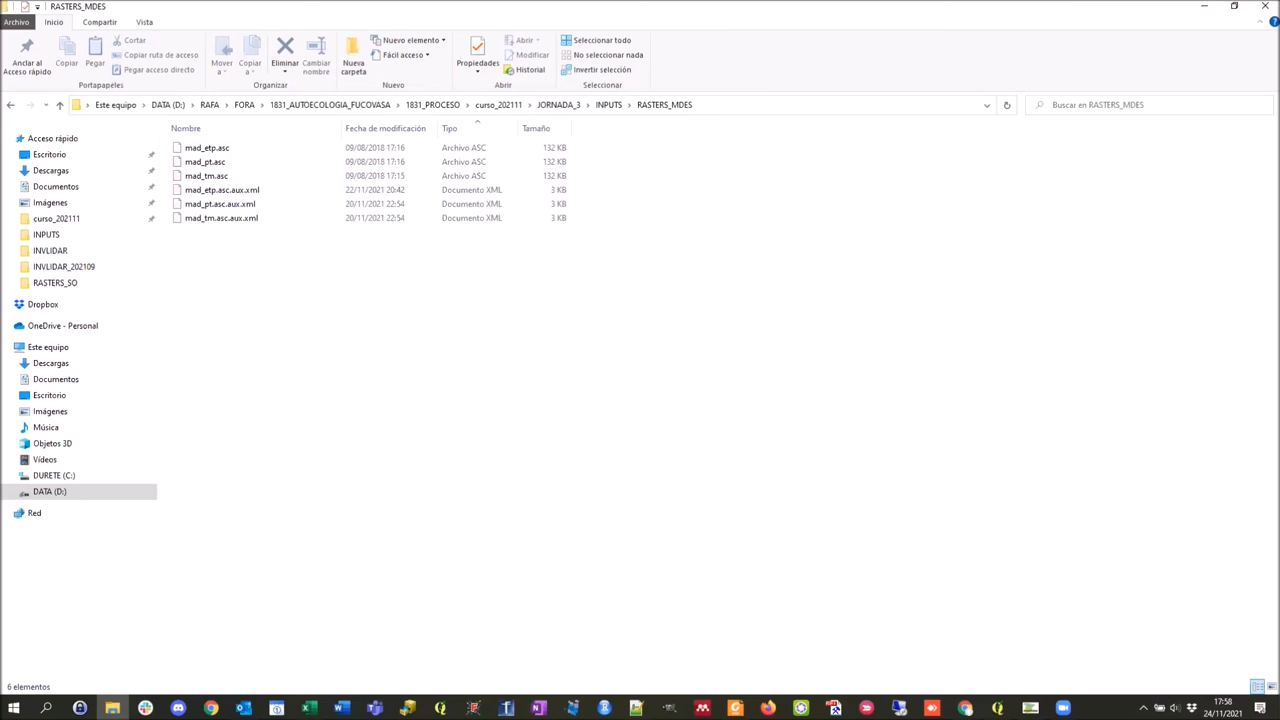 RASTERS_MDES
Archivo Inicio Compartir Vista
Anclar al Acceso rápido
Copiar
Pegar
Cortar
Copiar ruta de acceso
Pegar acceso directo
Mover a
Copiar a
Eliminar
Cambiar nombre
Nueva carpeta
Nuevo elemento
Fácil acceso
Propiedades
Abrir
Modificar
Historial
Seleccionar todo
No seleccionar nada
Invertir selección
Portapapeles Organizar Nuevo Abrir Seleccionar
Este equipo DATA (D:) RAFA FORA 1831_AUTOECOLOGIA_FUCOVASA 1831_PROCESO curso_202111 JORNADA_3 INPUTS RASTERS_MDES
Buscar en RASTERS_MDES
Nombre Fecha de modificación Tipo Tamaño
mad_etp.asc 09/08/2018 17:16 Archivo ASC 132 KB
mad_pt.asc 09/08/2018 17:16 Archivo ASC 132 KB
mad_tm.asc 09/08/2018 17:15 Archivo ASC 132 KB
mad_etp.asc.aux.xml 22/11/2021 20:42 Documento XML 3 KB
mad_pt.asc.aux.xml 20/11/2021 22:54 Documento XML 3 KB
mad_tm.asc.aux.xml 20/11/2021 22:54 Documento XML 3 KB
Acceso rápido
Escritorio
Descargas
Documentos
Imágenes
curso_202111
INPUTS
INVLIDAR
INVLIDAR_202109
RASTERS_SO
Dropbox
OneDrive - Personal
Este equipo
Descargas
Documentos
Escritorio
Imágenes
Música
Objetos 3D
Vídeos
DURETE (C:)
DATA (D:)
Red
6 elementos
17:58
24/11/2021